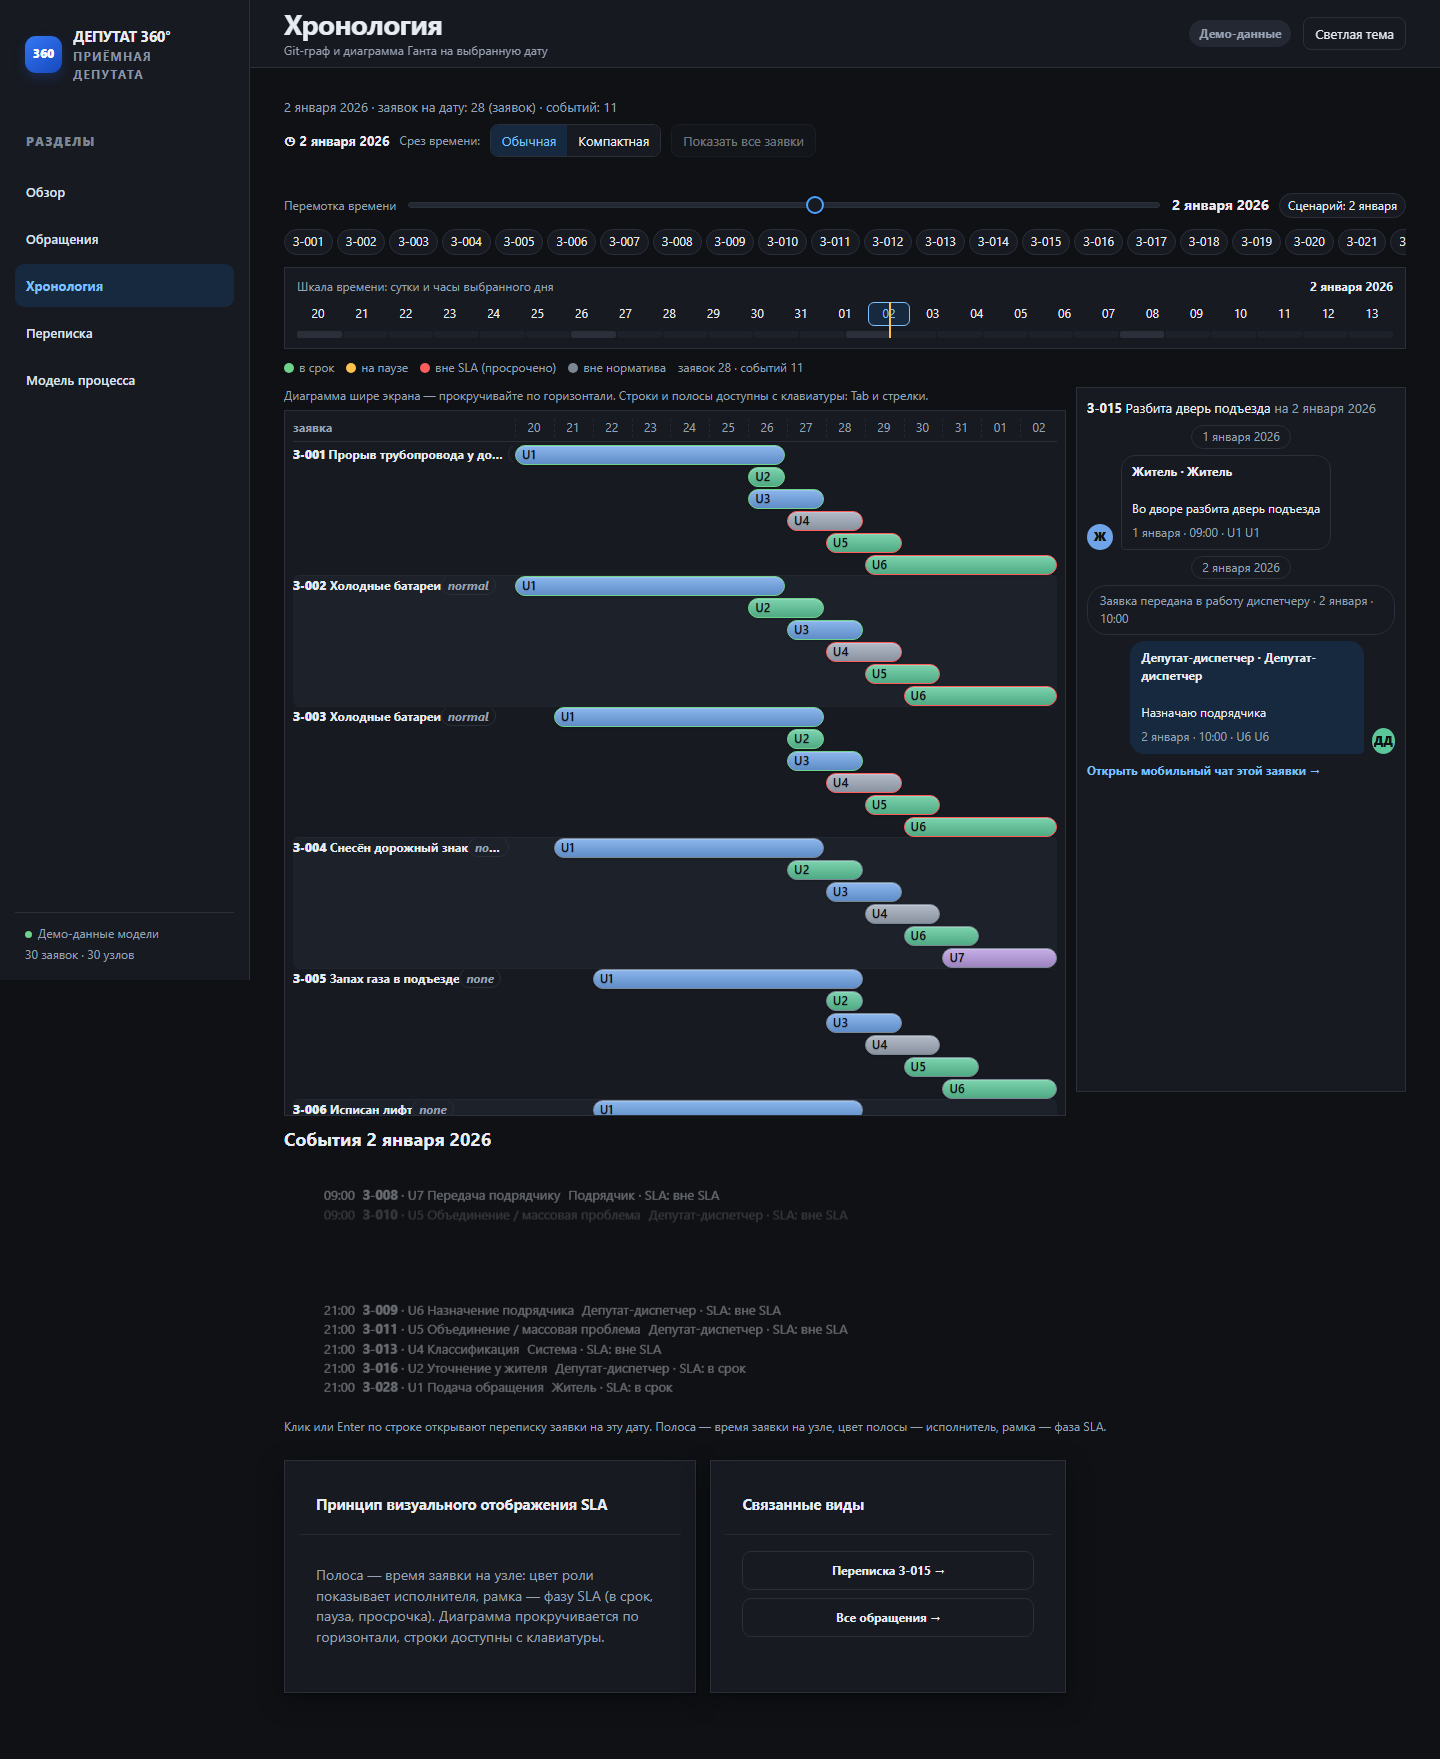 360
ДЕПУТАТ 360°
ПРИЁМНАЯ
ДЕПУТАТА
РАЗДЕЛЫ
Обзор
Обращения
Хронология
Переписка
Модель процесса
Демо-данные модели
30 заявок · 30 узлов
Хронология
Git-граф и диаграмма Ганта на выбранную дату
Демо-данные
Светлая тема
2 января 2026 · заявок на дату: 28 (заявок) · событий: 11
2 января 2026 Срез времени: Обычная Компактная Показать все заявки
Перемотка времени 2 января 2026 Сценарий: 2 января
З-001 З-002 З-003 З-004 З-005 З-006 З-007 З-008 З-009 З-010 З-011 З-012 З-013 З-014 З-015 З-016 З-017 З-018 З-019 З-020 З-021 З
Шкала времени: сутки и часы выбранного дня 2 января 2026
20 21 22 23 24 25 26 27 28 29 30 31 01 02 03 04 05 06 07 08 09 10 11 12 13
в срок на паузе вне SLA (просрочено) вне норматива заявок 28 · событий 11
Диаграмма шире экрана — прокручивайте по горизонтали. Строки и полосы доступны с клавиатуры: Tab и стрелки.
заявка 20 21 22 23 24 25 26 27 28 29 30 31 01 02
З-001 Прорыв трубопровода у до... U1
U2
U3
U4
U5
U6
З-002 Холодные батареи normal U1
U2
U3
U4
U5
U6
З-003 Холодные батареи normal U1
U2
U3
U4
U5
U6
З-004 Снесён дорожный знак no... U1
U2
U3
U4
U6
U7
З-005 Запах газа в подъезде none U1
U2
U3
U4
U5
U6
З-006 Исписан лифт none U1
З-015 Разбита дверь подъезда на 2 января 2026
1 января 2026
Житель · Житель
Во дворе разбита дверь подъезда
1 января · 09:00 · U1 U1
Ж
2 января 2026
Заявка передана в работу диспетчеру · 2 января ·
10:00
Депутат-диспетчер · Депутат-
диспетчер
Назначаю подрядчика
2 января · 10:00 · U6 U6
ДД
Открыть мобильный чат этой заявки →
События 2 января 2026
09:00 З-008 · U7 Передача подрядчику Подрядчик · SLA: вне SLA
09:00 З-010 · U5 Объединение / массовая проблема Депутат-диспетчер · SLA: вне SLA
21:00 З-009 · U6 Назначение подрядчика Депутат-диспетчер · SLA: вне SLA
21:00 З-011 · U5 Объединение / массовая проблема Депутат-диспетчер · SLA: вне SLA
21:00 З-013 · U4 Классификация Система · SLA: вне SLA
21:00 З-016 · U2 Уточнение у жителя Депутат-диспетчер · SLA: в срок
21:00 З-028 · U1 Подача обращения Житель · SLA: в срок
Клик или Enter по строке открывают переписку заявки на эту дату. Полоса — время заявки на узле, цвет полосы — исполнитель, рамка — фаза SLA.
Принцип визуального отображения SLA
Полоса — время заявки на узле: цвет роли
показывает исполнителя, рамка — фазу SLA (в срок,
пауза, просрочка). Диаграмма прокручивается по
горизонтали, строки доступны с клавиатуры.
Связанные виды
Переписка З-015 →
Все обращения →